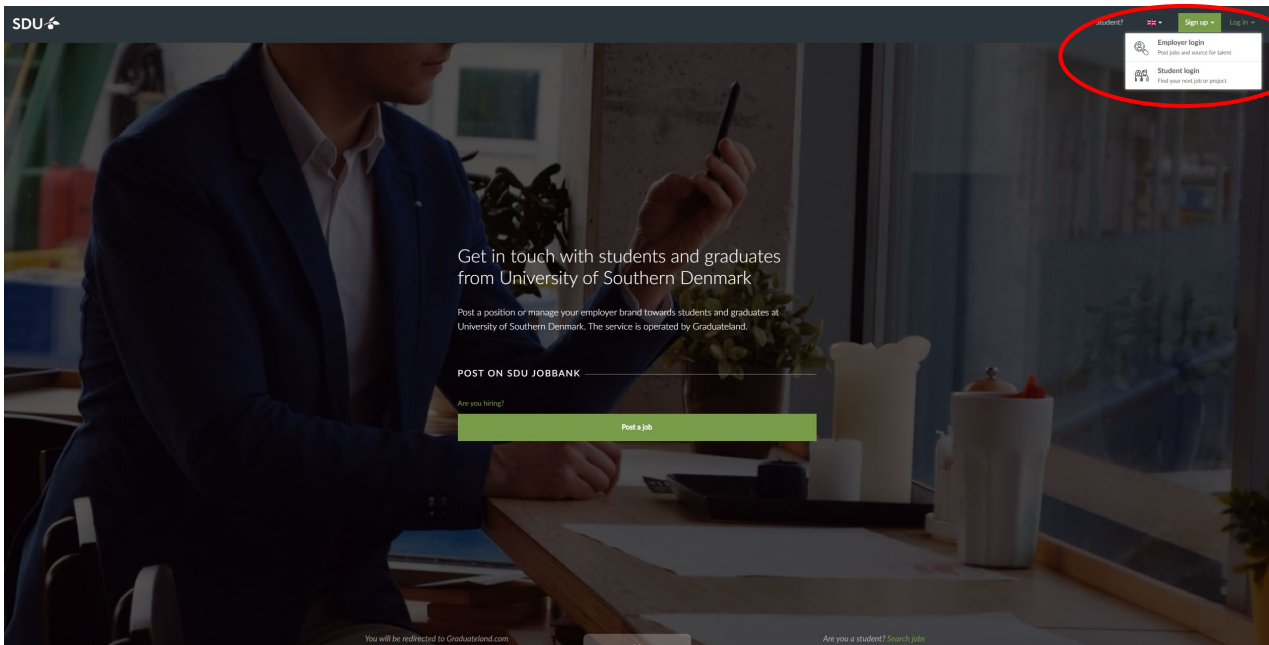 SDU
Student?
Sign up
Log in
Employer login
Post jobs and source for talent
Student login
Find your next job or project
Get in touch with students and graduates
from University of Southern Denmark
Post a position or manage your employer brand towards students and graduates at
University of Southern Denmark. The service is operated by Graduateland.
POST ON SDU JOBBANK
Are you hiring?
Post a job
You will be redirected to Graduateland.com
Are you a student? Search jobs